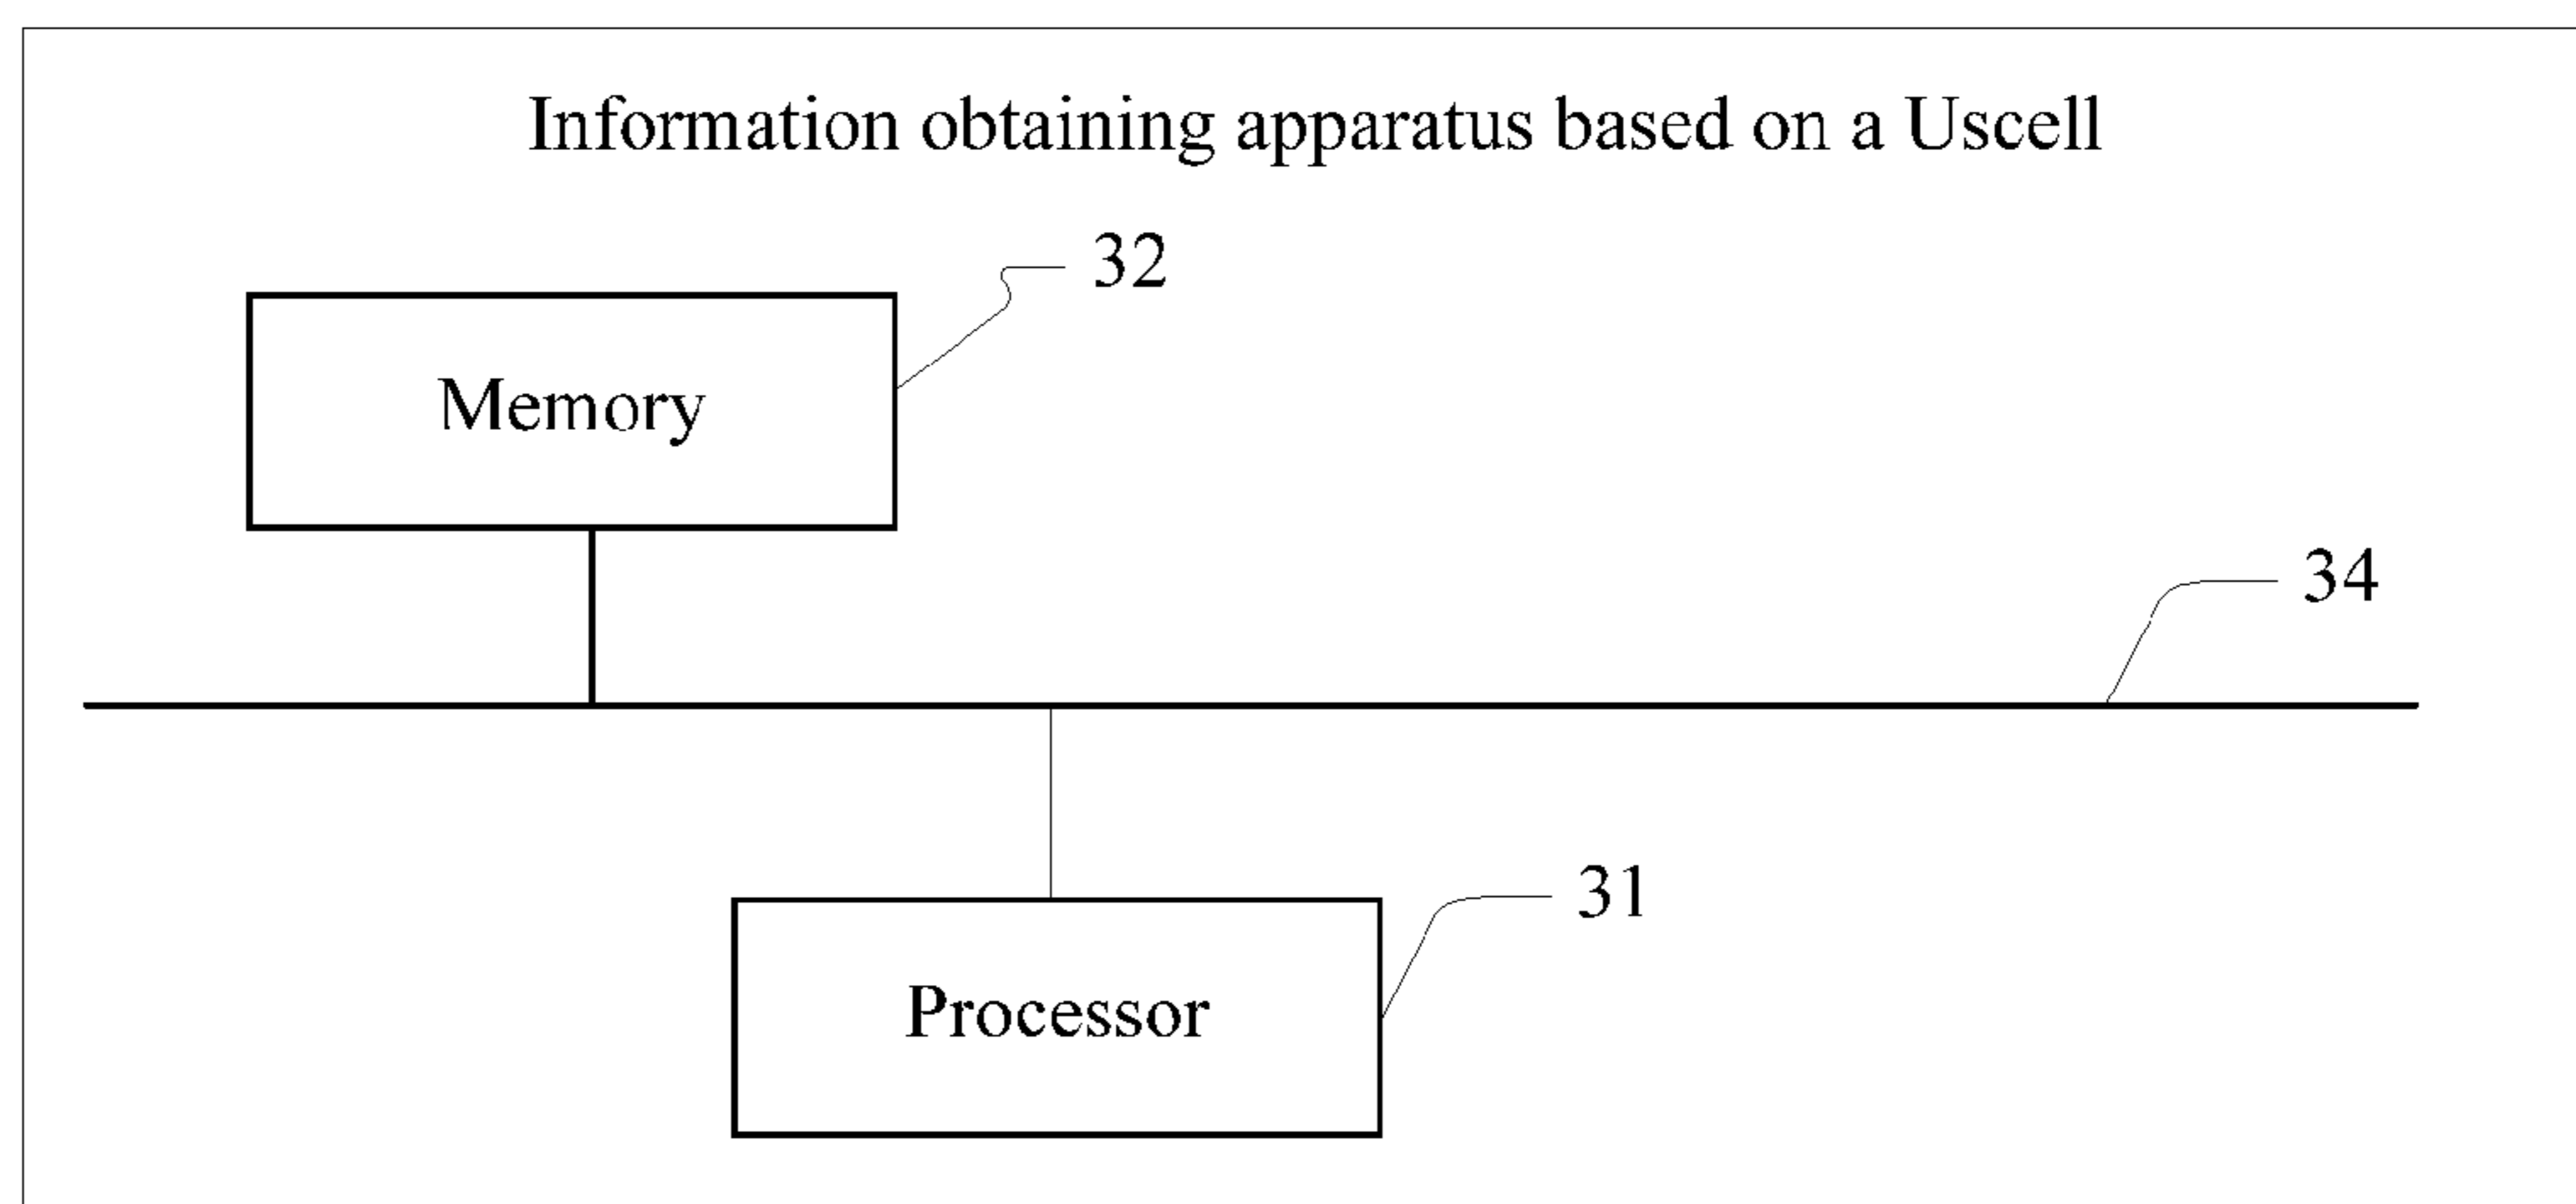 Information obtaining apparatus based on a Uscell
32
Memory
34
31
Processor